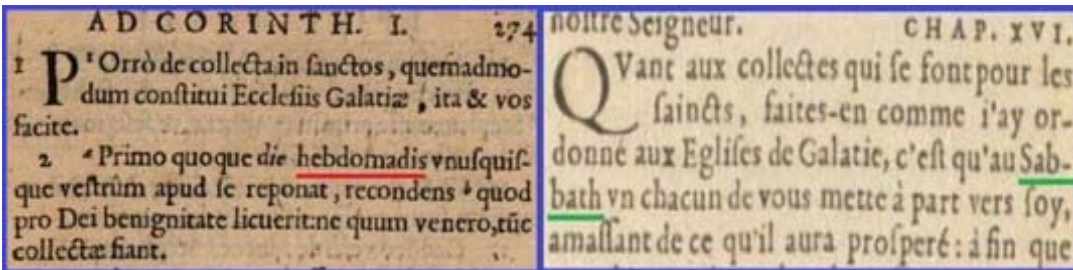 AD CORINTH. I. 274
1 P'Orrò de collecta in sanctos, quemadmo-
dum constitui Ecclesiis Galatiæ, ita & vos
facite.
2 ᵃ Primo quoque die hebdomadis vnusquis-
que vestrûm apud se reponat, recondens ᵇ quod
pro Dei benignitate licuerit:ne quum venero,tũc
collectæ fiant.
nostre Seigneur. CHAP. XVI.
QVant aux collectes qui se font pour les
saincts, faites-en comme i'ay or-
donné aux Eglises de Galatie, c'est qu'au Sab-
bath vn chacun de vous mette à part vers soy,
amassant de ce qu'il aura prosperé: à fin que